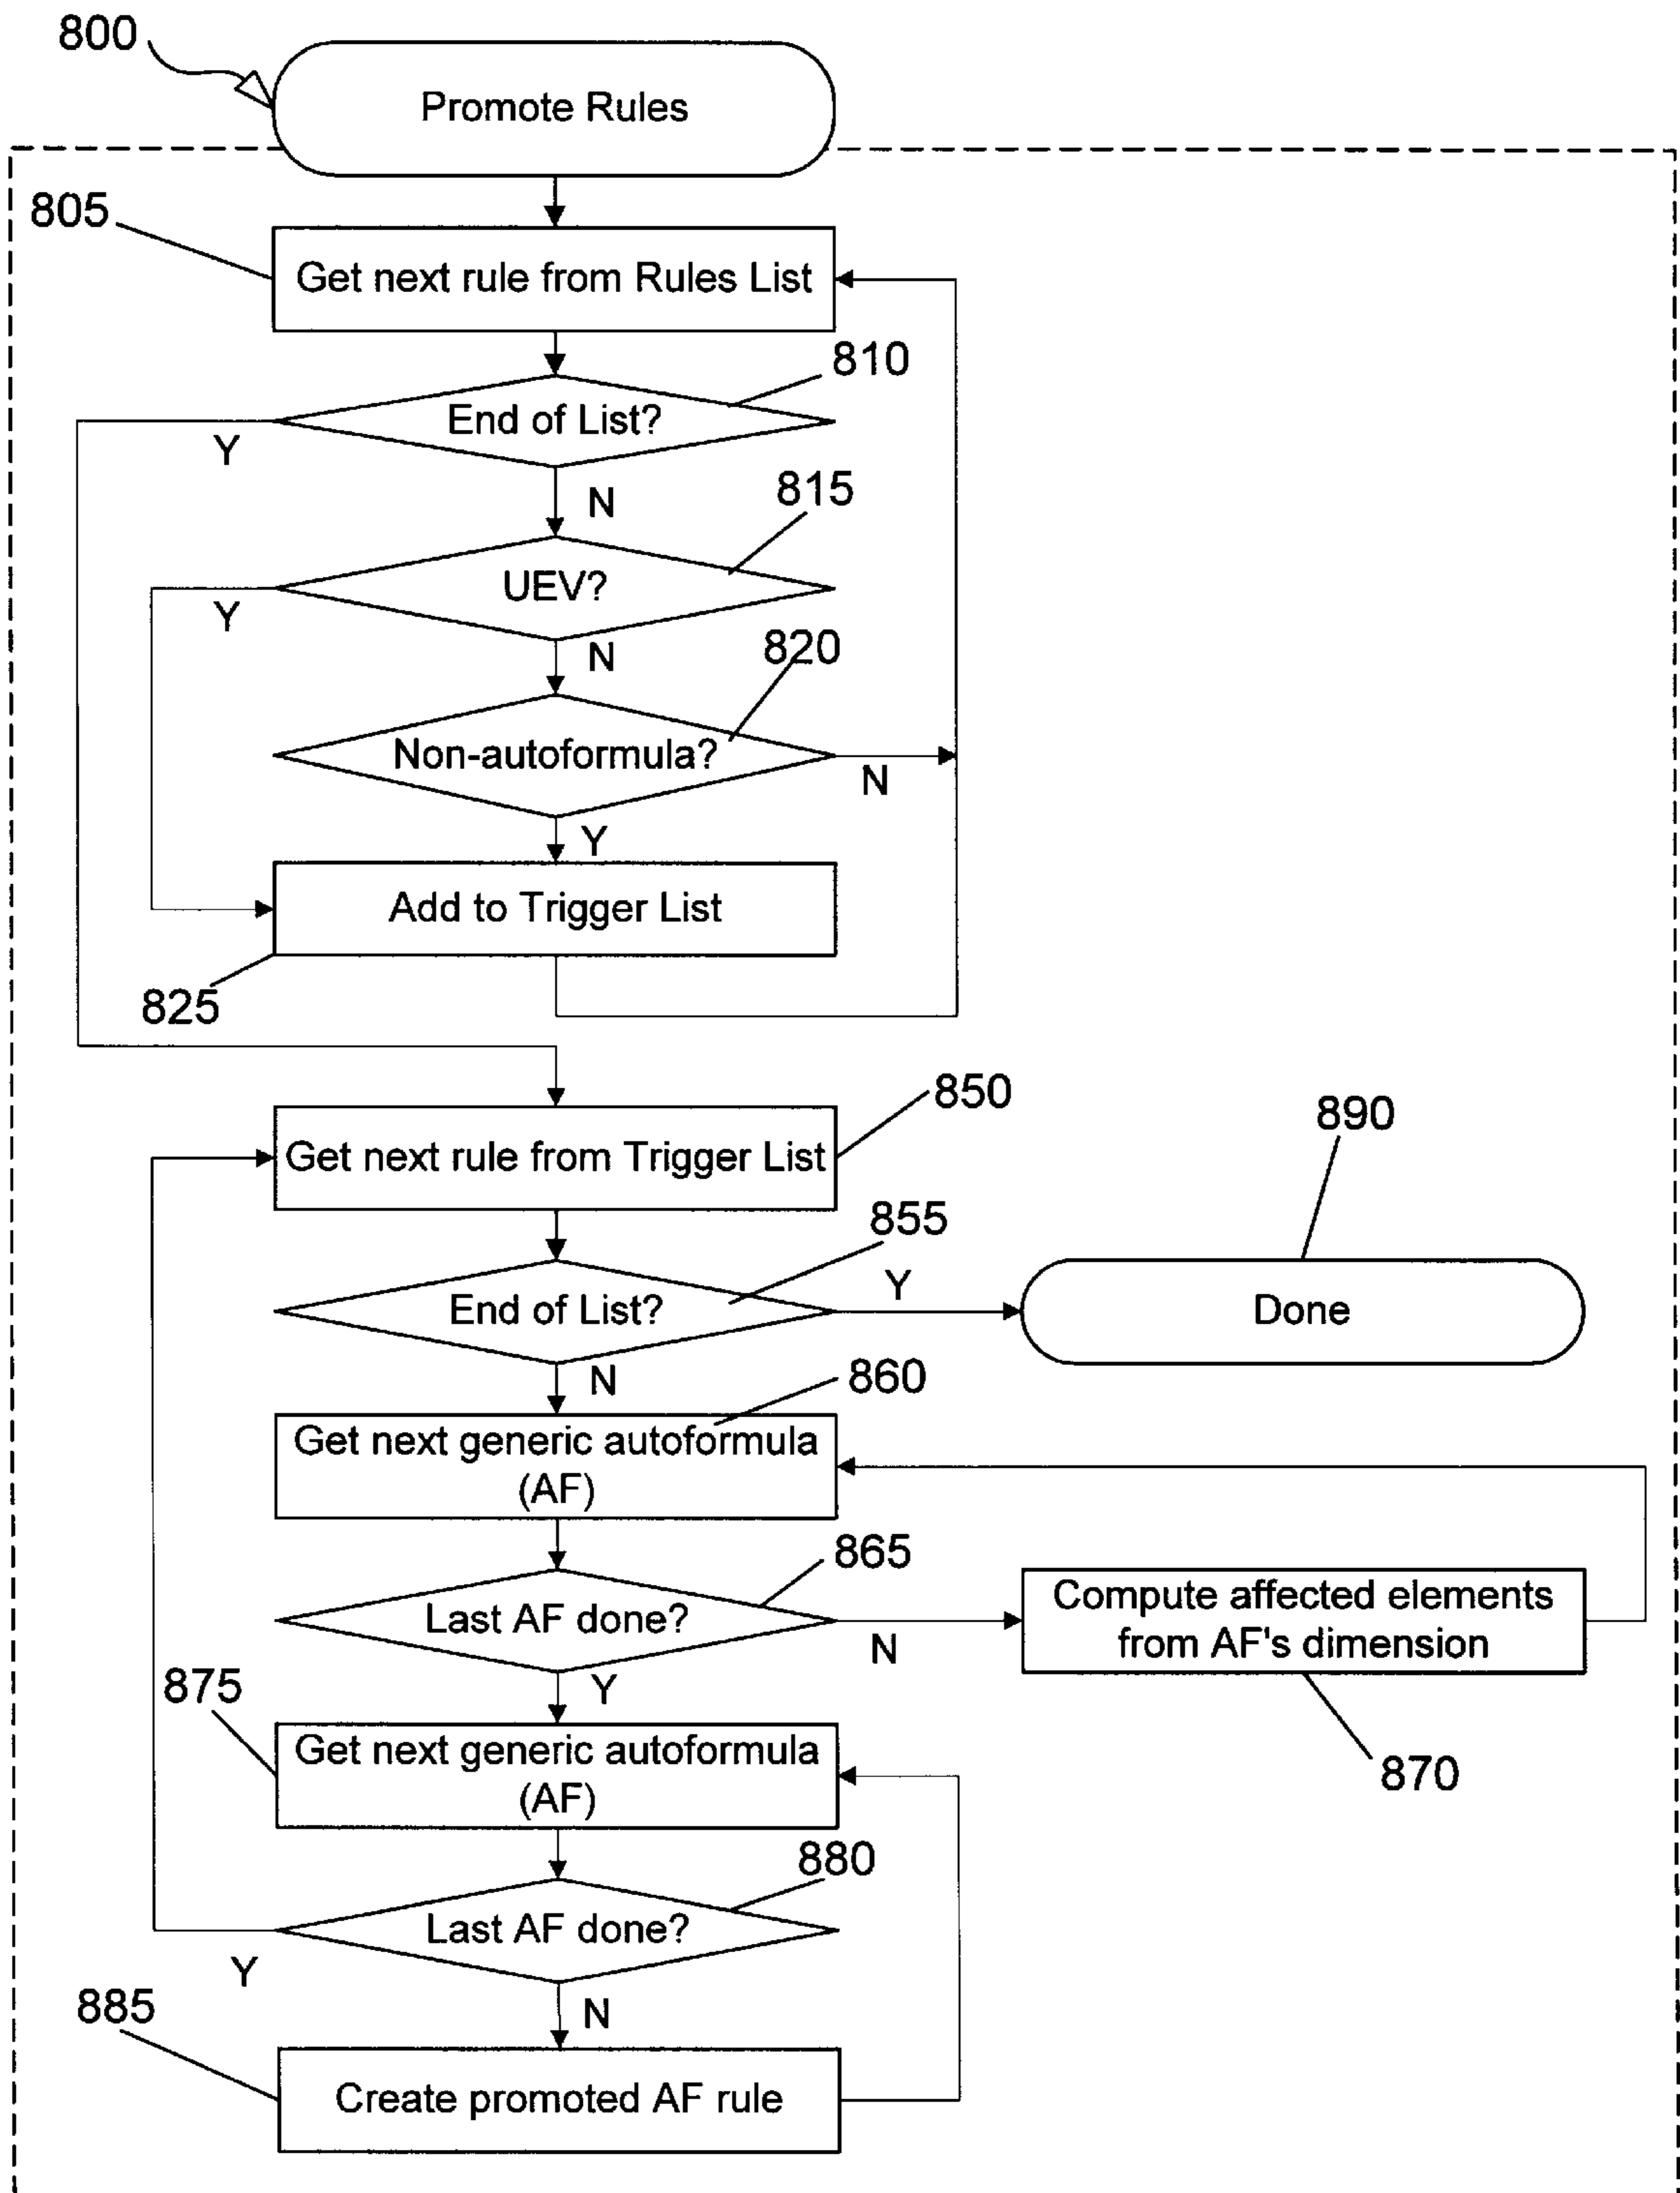 800
Promote Rules
805
Get next rule from Rules List
810
End of List?
Y
N
815
UEV?
Y
N
820
Non-autoformula?
N
Y
Add to Trigger List
825
850
Get next rule from Trigger List
890
855
End of List?
Y
Done
N
860
Get next generic autoformula
(AF)
865
Last AF done?
N
Compute affected elements
from AF's dimension
870
Y
875
Get next generic autoformula
(AF)
880
Last AF done?
Y
N
885
Create promoted AF rule